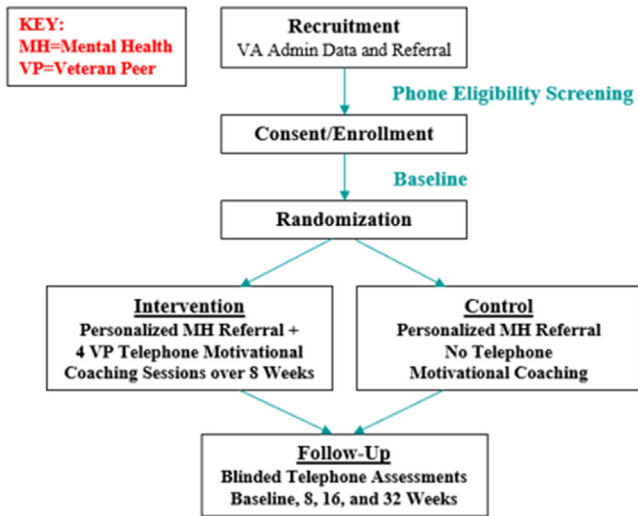 KEY:
MH=Mental Health
VP=Veteran Peer
Recruitment
VA Admin Data and Referral
Phone Eligibility Screening
Consent/Enrollment
Baseline
Randomization
Intervention
Personalized MH Referral +
4 VP Telephone Motivational
Coaching Sessions over 8 Weeks
Control
Personalized MH Referral
No Telephone
Motivational Coaching
Follow-Up
Blinded Telephone Assessments
Baseline, 8, 16, and 32 Weeks